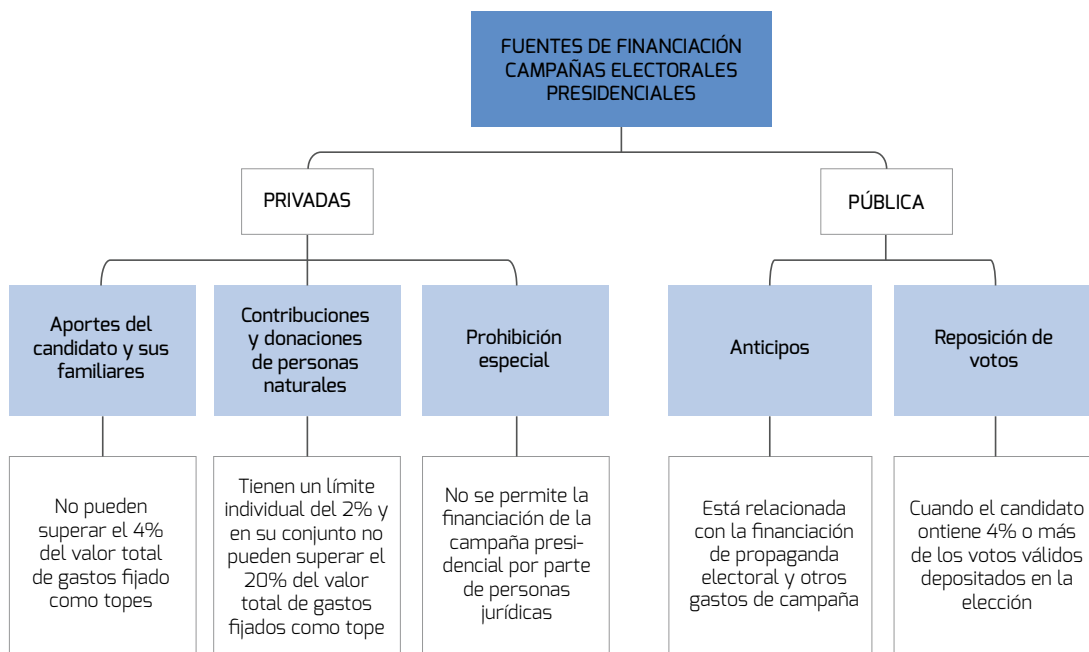 FUENTES DE FINANCIACIÓN
CAMPAÑAS ELECTORALES
PRESIDENCIALES
PRIVADAS
PÚBLICA
Aportes del
candidato y sus
familiares
Contribuciones
y donaciones
de personas
naturales
Prohibición
especial
Anticipos
Reposición de
votos
No pueden
superar el 4%
del valor total
de gastos fijado
como topes
Tienen un límite
individual del 2% y
en su conjunto no
pueden superar el
20% del valor
total de gastos
fijados como tope
No se permite la
financiación de la
campaña presi-
dencial por parte
de personas
jurídicas
Está relacionada
con la financiación
de propaganda
electoral y otros
gastos de campaña
Cuando el candidato
ontiene 4% o más
de los votos válidos
depositados en la
elección